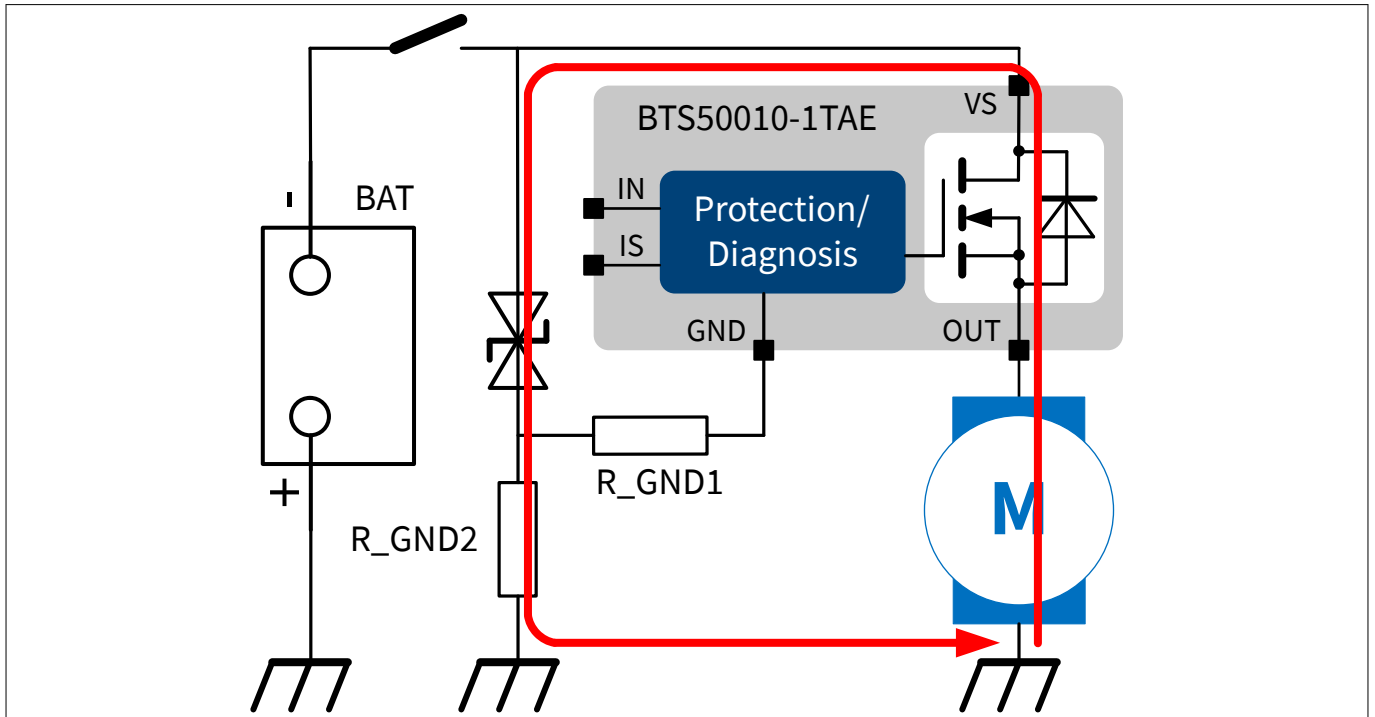 VS
BTS50010-1TAE
IN
Protection/
Diagnosis
IS
- BAT
GND
OUT
R_GND1
+
M
R_GND2